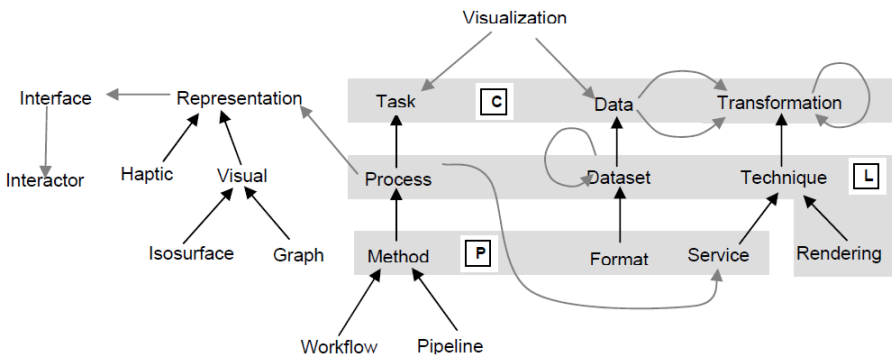 Visualization
Interface Representation Task C Data Transformation
Interactor Haptic Visual Process Dataset Technique L
Isosurface Graph Method P Format Service Rendering
Workflow Pipeline